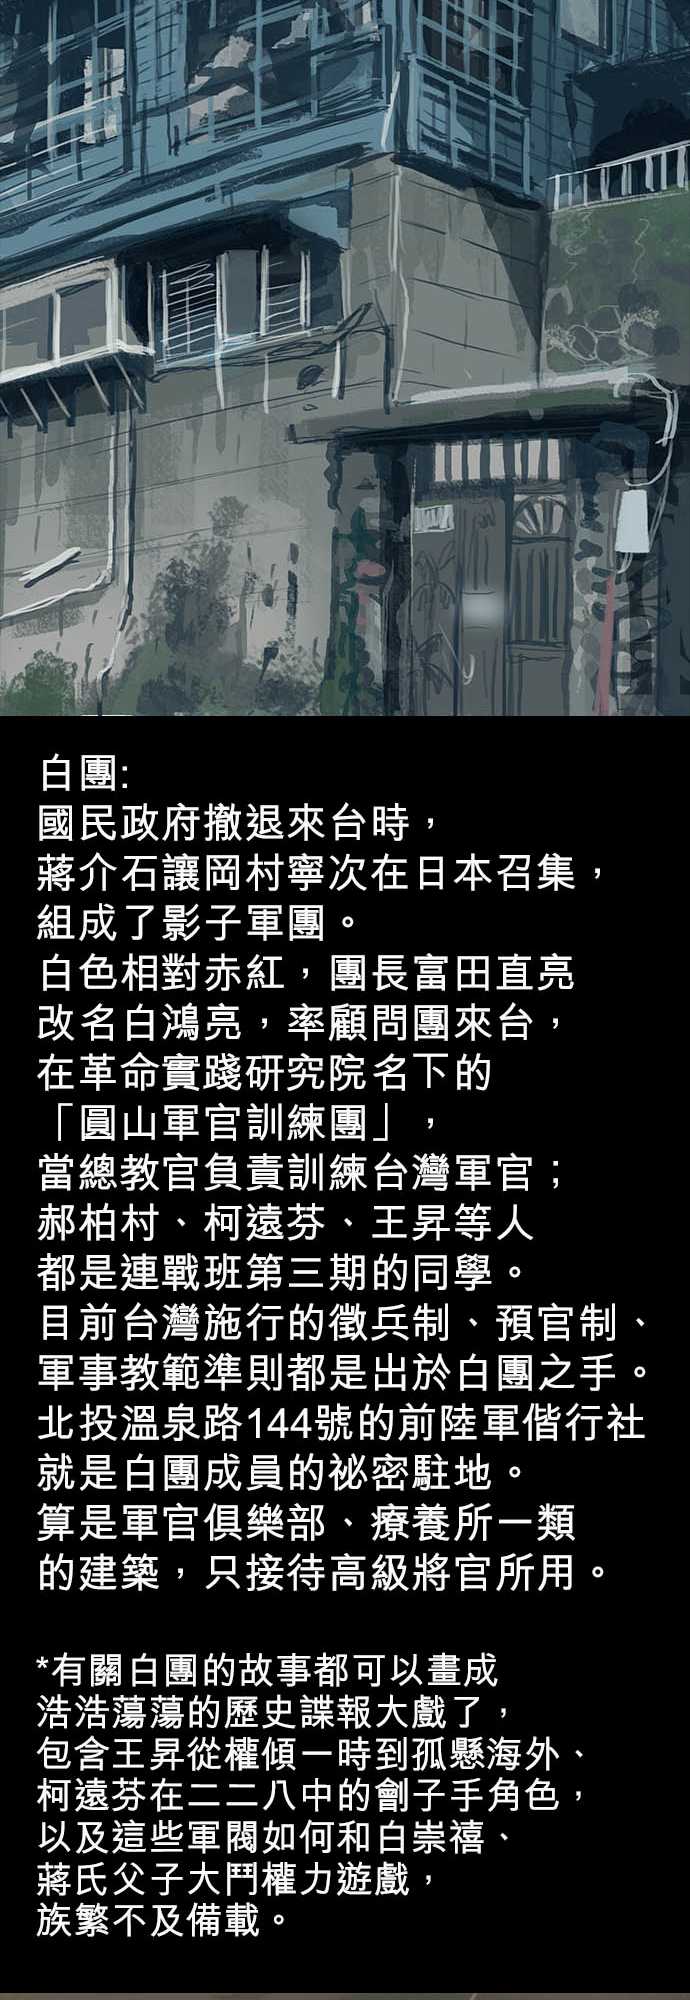 白團:
國民政府撤退來台時，
蔣介石讓岡村寧次在日本召集，
組成了影子軍團。
白色相對赤紅，團長富田直亮
改名白鴻亮，率顧問團來台，
在革命實踐研究院名下的
「圓山軍官訓練團」，
當總教官負責訓練台灣軍官；
郝柏村、柯遠芬、王昇等人
都是連戰班第三期的同學。
目前台灣施行的徵兵制、預官制、
軍事教範準則都是出於白團之手。
北投溫泉路144號的前陸軍偕行社
就是白團成員的祕密駐地。
算是軍官俱樂部、療養所一類
的建築，只接待高級將官所用。
*有關白團的故事都可以畫成
浩浩蕩蕩的歷史諜報大戲了，
包含王昇從權傾一時到孤懸海外、
柯遠芬在二二八中的劊子手角色，
以及這些軍閥如何和白崇禧、
蔣氏父子大鬥權力遊戲，
族繁不及備載。